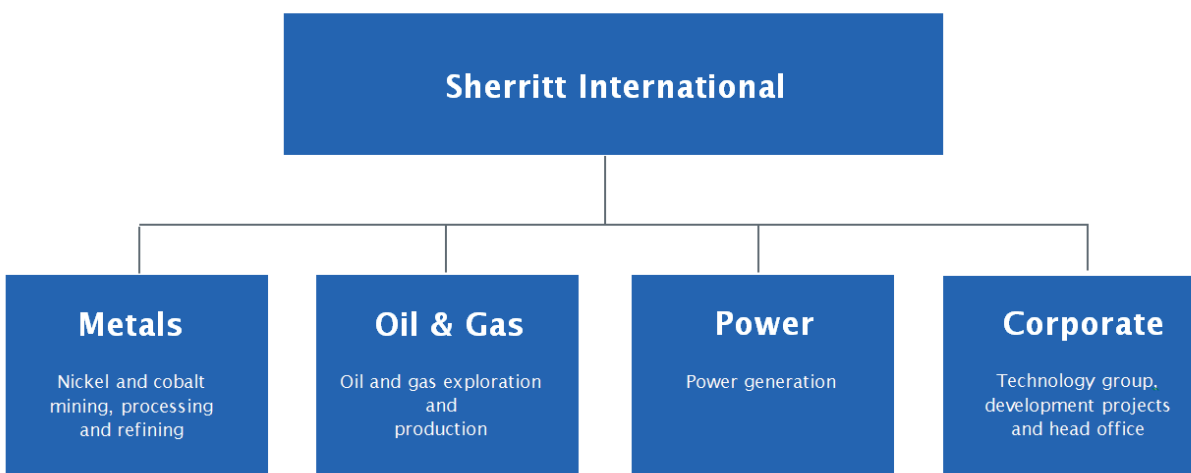 Sherritt International
Metals
Nickel and cobalt
mining, processing
and refining
Oil & Gas
Oil and gas exploration
and
production
Power
Power generation
Corporate
Technology group,
development projects
and head office